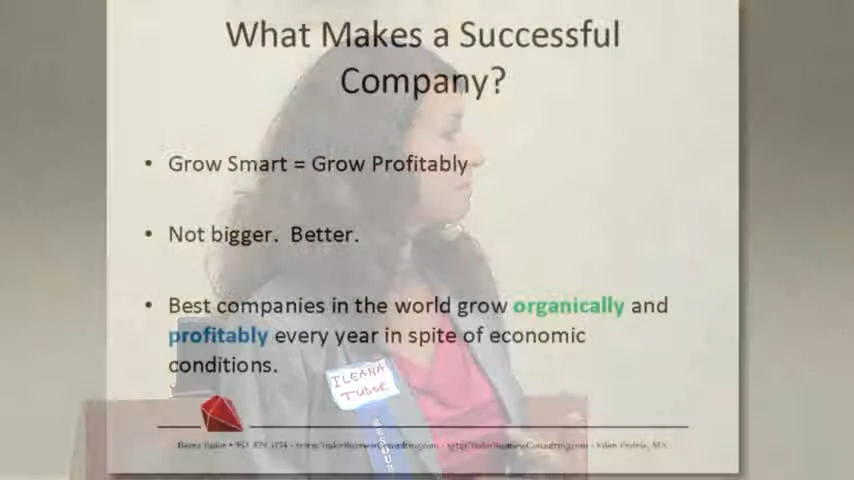 What Makes a Successful
Company?
• Grow Smart = Grow Profitably
• Not bigger. Better.
• Best companies in the world grow organically and
profitably every year in spite of economic
conditions.
ILEANA
TUDOR